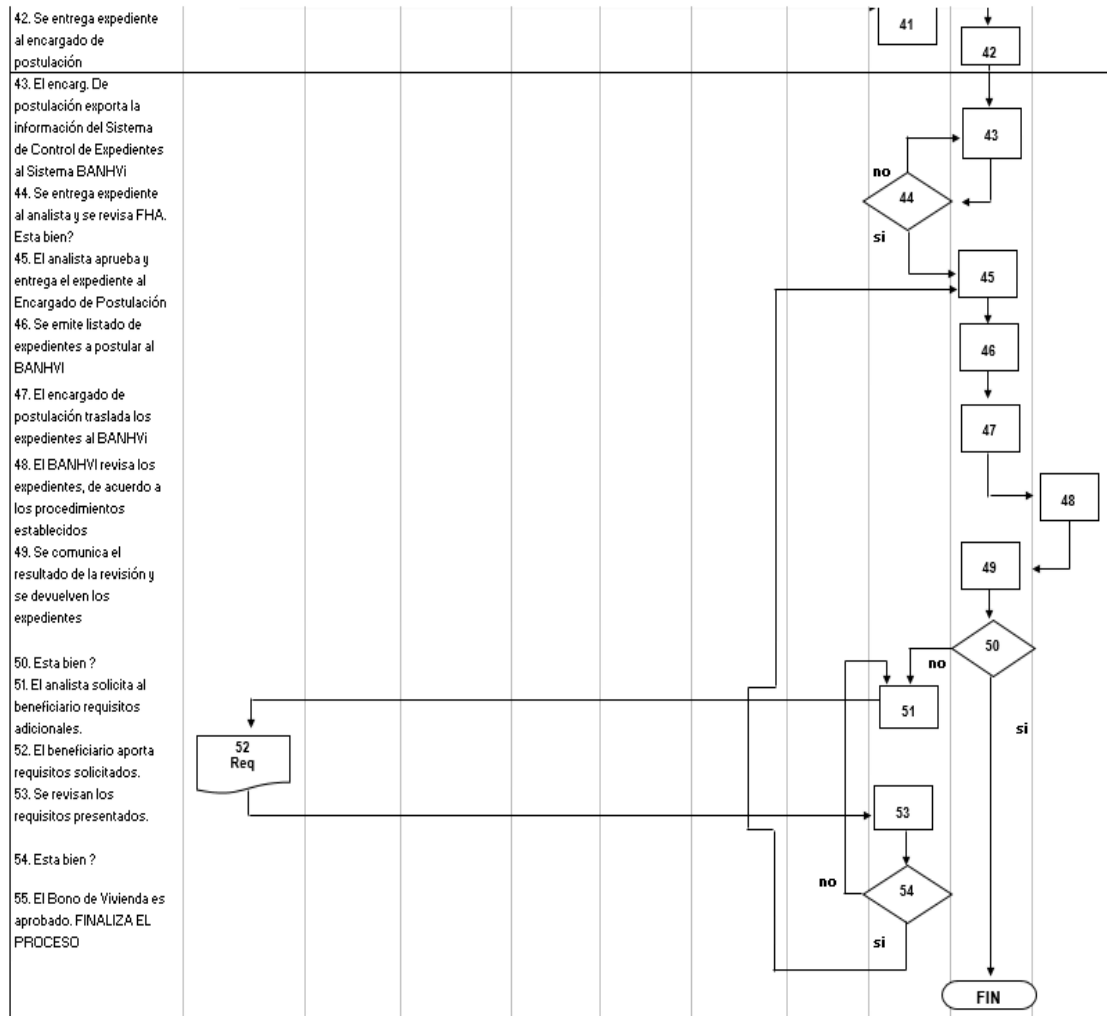 42. Se entrega expediente
al encargado de
postulación
43. El encarg. De
postulación exporta la
información del Sistema
de Control de Expedientes
al Sistema BANHVi
44. Se entrega expediente
al analista y se revisa FHA.
Esta bien?
45. El analista aprueba y
entrega el expediente al
Encargado de Postulación
46. Se emite listado de
expedientes a postular al
BANHVI
47. El encargado de
postulación traslada los
expedientes al BANHVi
48. El BANHVI revisa los
expedientes, de acuerdo a
los procedimientos
establecidos
49. Se comunica el
resultado de la revisión y
se devuelven los
expedientes
50. Esta bien ?
51. El analista solicita al
beneficiario requisitos
adicionales.
52. El beneficiario aporta
requisitos solicitados.
53. Se revisan los
requisitos presentados.
54. Esta bien ?
55. El Bono de Vivienda es
aprobado. FINALIZA EL
PROCESO
41
42
43
no
44
si
45
46
47
48
49
50
no
51
si
52
Req
53
no
54
si
FIN